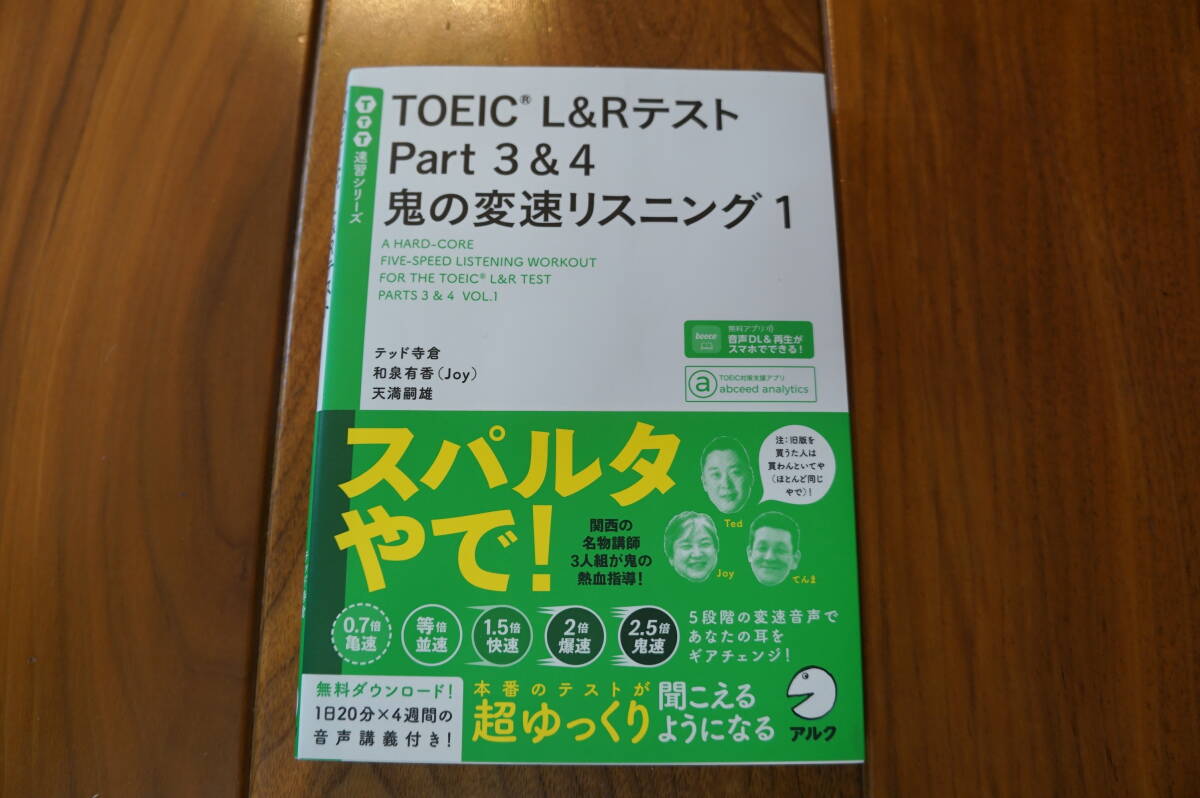 TTT速習シリーズ
TOEIC® L&Rテスト
Part 3 & 4
鬼の変速リスニング 1
A HARD-CORE
FIVE-SPEED LISTENING WORKOUT
FOR THE TOEIC® L&R TEST
PARTS 3 & 4 VOL.1
テッド寺倉
和泉有香(Joy)
天満嗣雄
booco
無料アプリ
音声DL&再生が
スマホでできる!
a
TOEIC対策支援アプリ
abceed analytics
スパルタ
やで!
関西の
名物講師
3人組が鬼の
熱血指導!
注:旧版を
買うた人は
買わんといてや
(ほとんど同じ
やで)!
Ted
Joy
てんま
0.7倍
亀速
等倍
並速
1.5倍
快速
2倍
爆速
2.5倍
鬼速
5段階の変速音声で
あなたの耳を
ギアチェンジ!
無料ダウンロード!
1日20分×4週間の
音声講義付き!
本番のテストが
超ゆっくり
聞こえる
ようになる
アルク